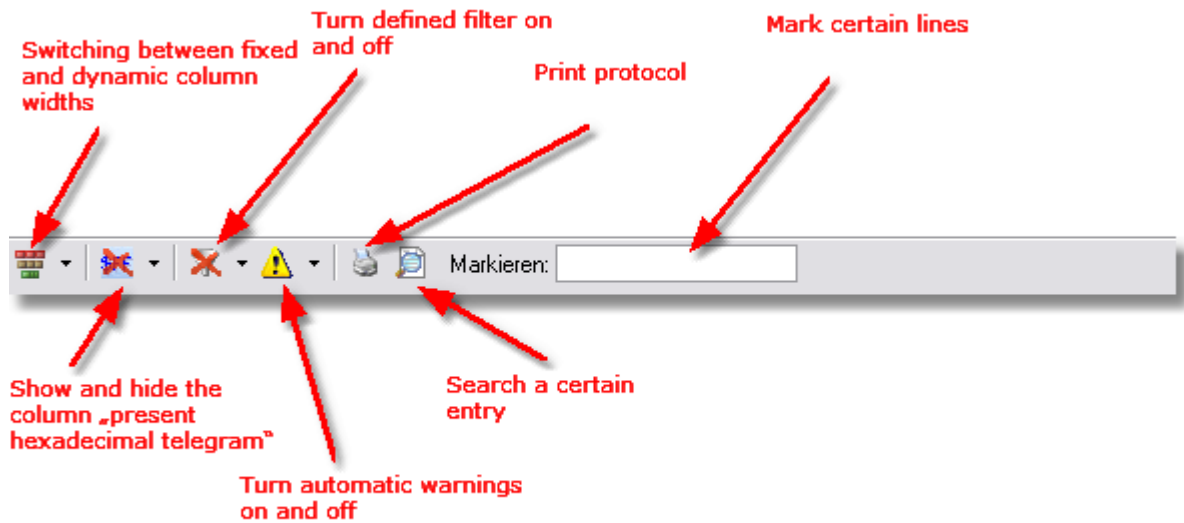 Turn defined filter on
and off
Mark certain lines
Switching between fixed
and dynamic column
widths
Print protocol
Markieren:
Show and hide the
column „present
hexadecimal telegram“
Search a certain
entry
Turn automatic warnings
on and off